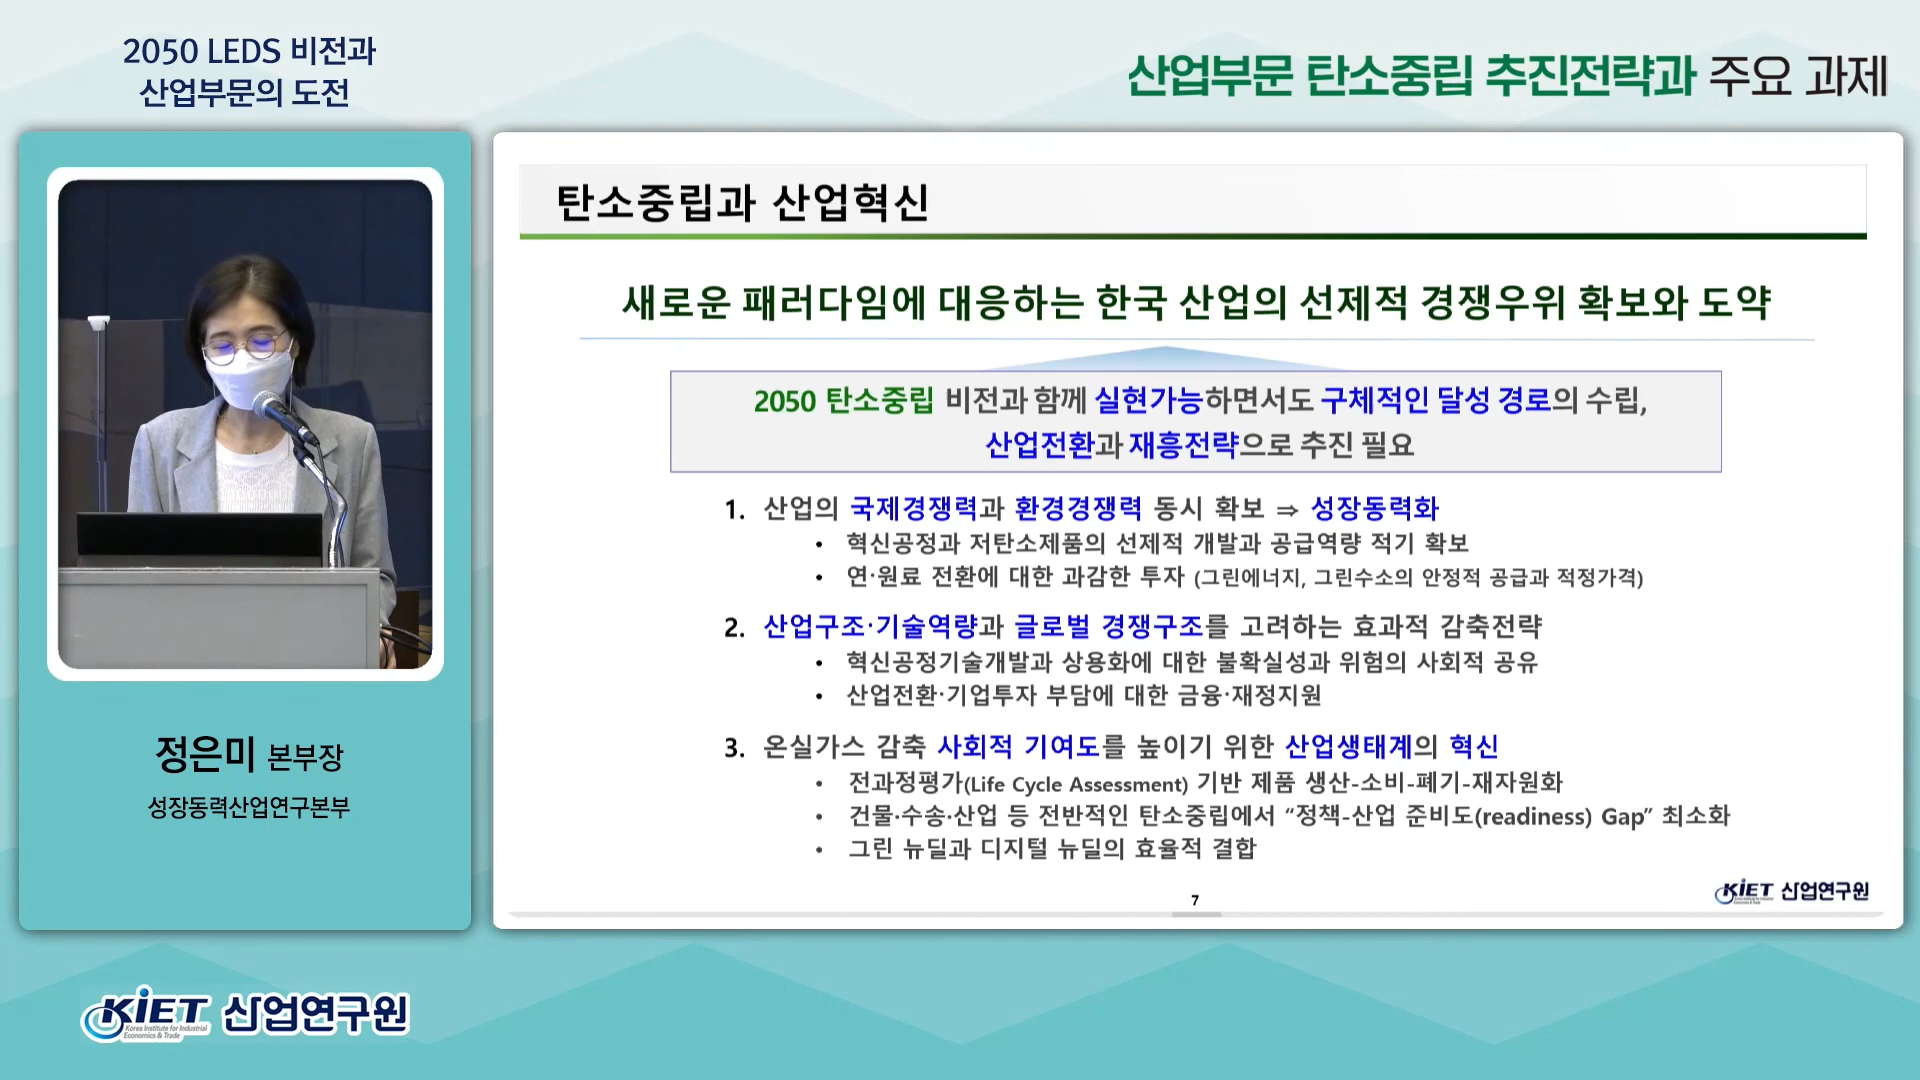 2050 LEDS 비전과
산업부문의 도전
산업부문 탄소중립 추진전략과 주요 과제
탄소중립과 산업혁신
새로운 패러다임에 대응하는 한국 산업의 선제적 경쟁우위 확보와 도약
2050 탄소중립 비전과 함께 실현가능하면서도 구체적인 달성 경로의 수립,
산업전환과 재흥전략으로 추진 필요
1. 산업의 국제경쟁력과 환경경쟁력 동시 확보 ⇒ 성장동력화
• 혁신공정과 저탄소제품의 선제적 개발과 공급역량 적기 확보
• 연·원료 전환에 대한 과감한 투자 (그린에너지, 그린수소의 안정적 공급과 적정가격)
2. 산업구조·기술역량과 글로벌 경쟁구조를 고려하는 효과적 감축전략
• 혁신공정기술개발과 상용화에 대한 불확실성과 위험의 사회적 공유
• 산업전환·기업투자 부담에 대한 금융·재정지원
3. 온실가스 감축 사회적 기여도를 높이기 위한 산업생태계의 혁신
• 전과정평가(Life Cycle Assessment) 기반 제품 생산-소비-폐기-재자원화
• 건물·수송·산업 등 전반적인 탄소중립에서 “정책-산업 준비도(readiness) Gap” 최소화
• 그린 뉴딜과 디지털 뉴딜의 효율적 결합
7
KIET 산업연구원
정은미 본부장
성장동력산업연구본부
KIET 산업연구원
Korea Institute for Industrial
Economics & Trade